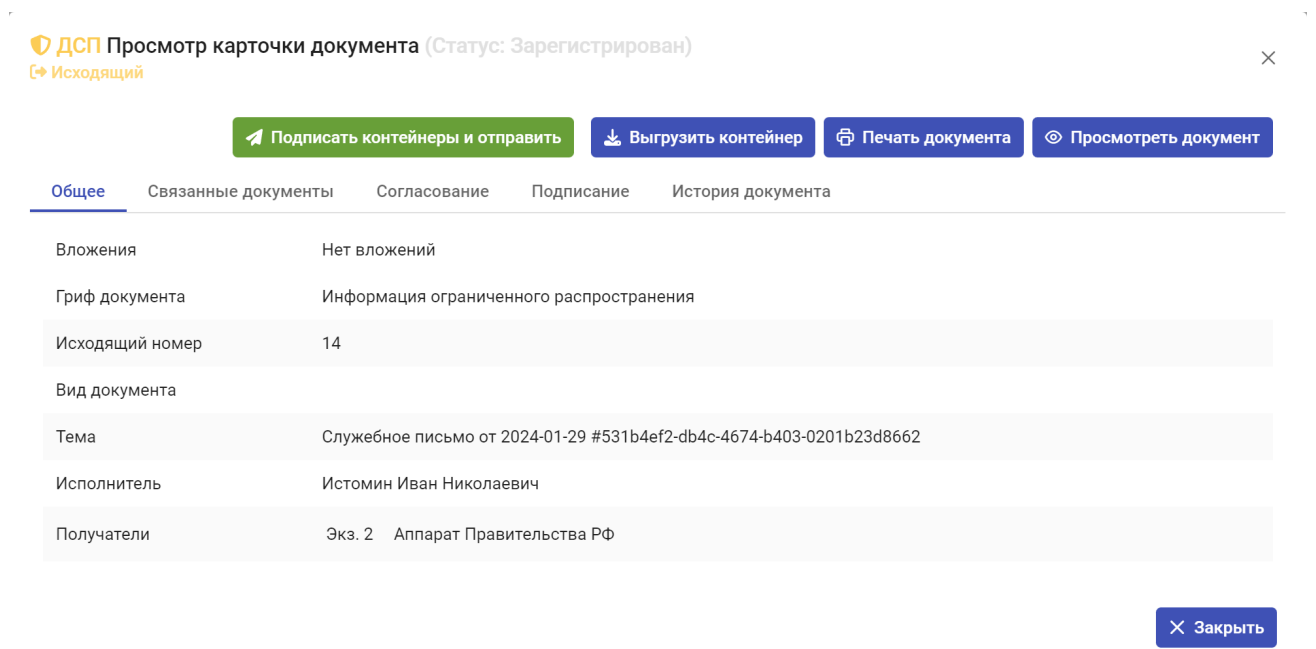 ДСП Просмотр карточки документа (Статус: Зарегистрирован)
Исходящий
Подписать контейнеры и отправить Выгрузить контейнер Печать документа Просмотреть документ
Общее Связанные документы Согласование Подписание История документа
Вложения Нет вложений
Гриф документа Информация ограниченного распространения
Исходящий номер 14
Вид документа
Тема Служебное письмо от 2024-01-29 #531b4ef2-db4c-4674-b403-0201b23d8662
Исполнитель Истомин Иван Николаевич
Получатели Экз. 2 Аппарат Правительства РФ
Закрыть